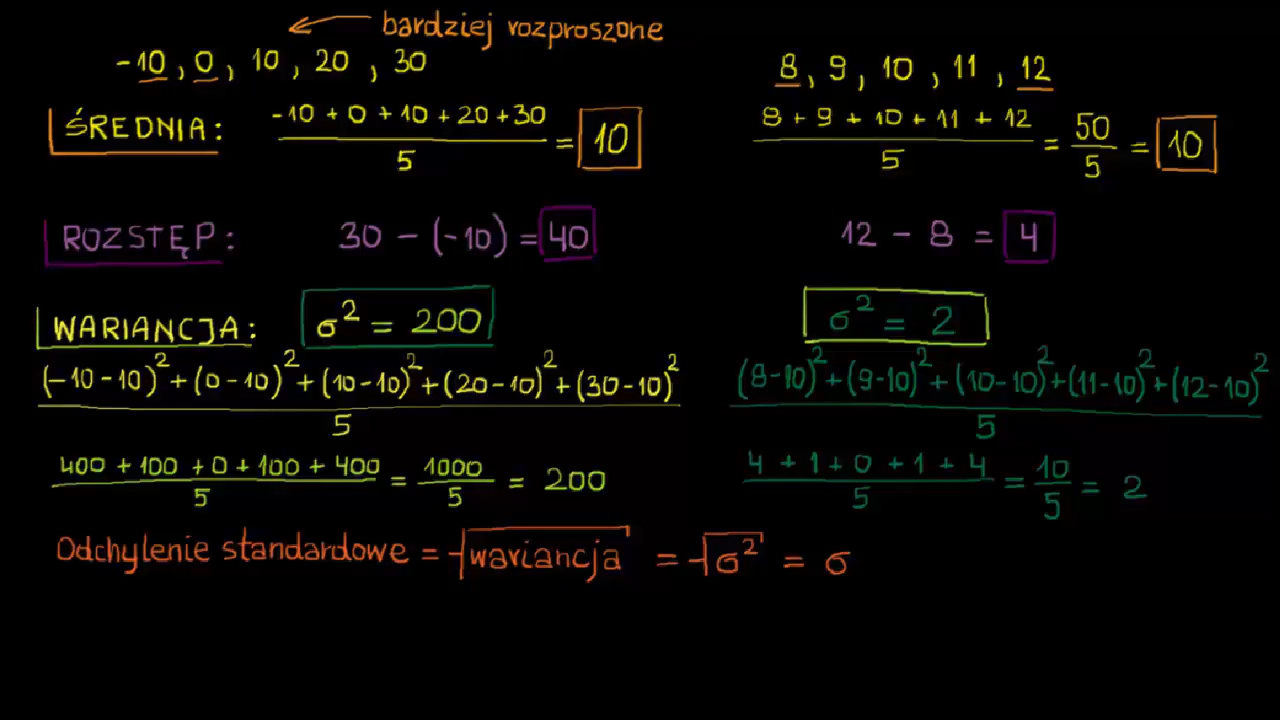 bardziej rozproszone
-10, 0, 10, 20, 30
8, 9, 10, 11, 12
ŚREDNIA: (-10 + 0 + 10 + 20 + 30)/5 = 10
(8 + 9 + 10 + 11 + 12)/5 = 50/5 = 10
ROZSTĘP: 30 - (-10) = 40
12 - 8 = 4
WARIANCJA: σ² = 200
σ² = 2
((-10-10)² + (0-10)² + (10-10)² + (20-10)² + (30-10)²)/5
((8-10)² + (9-10)² + (10-10)² + (11-10)² + (12-10)²)/5
(400 + 100 + 0 + 100 + 400)/5 = 1000/5 = 200
(4 + 1 + 0 + 1 + 4)/5 = 10/5 = 2
Odchylenie standardowe = √wariancja = √σ² = σ